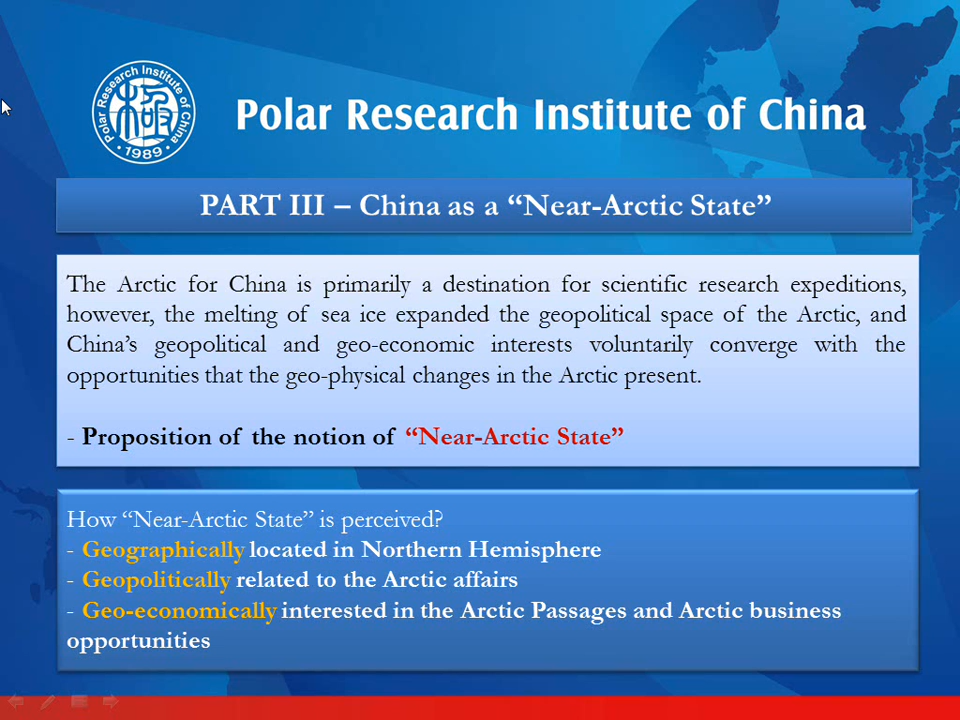 Polar Research Institute of China
1989
Polar Research Institute of China
PART III – China as a “Near-Arctic State”
The Arctic for China is primarily a destination for scientific research expeditions,
however, the melting of sea ice expanded the geopolitical space of the Arctic, and
China’s geopolitical and geo-economic interests voluntarily converge with the
opportunities that the geo-physical changes in the Arctic present.
- Proposition of the notion of “Near-Arctic State”
How “Near-Arctic State” is perceived?
- Geographically located in Northern Hemisphere
- Geopolitically related to the Arctic affairs
- Geo-economically interested in the Arctic Passages and Arctic business
opportunities